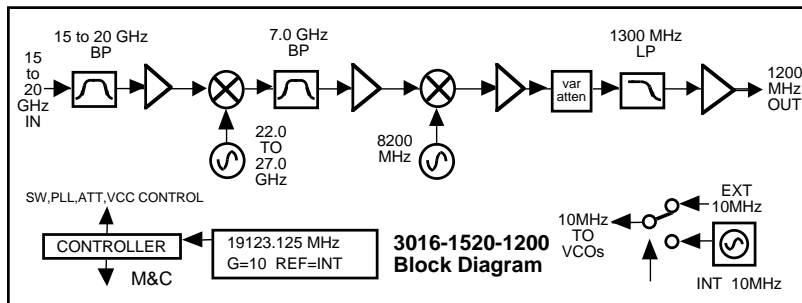 15 to 20 GHz
BP
7.0 GHz
BP
1300 MHz
LP
15
to
20
GHz
IN
var
atten
1200
MHz
OUT
22.0
TO
27.0
GHz
8200
MHz
SW,PLL,ATT,VCC CONTROL
CONTROLLER
M&C
19123.125 MHz
G=10 REF=INT
3016-1520-1200
Block Diagram
10MHz
TO
VCOs
EXT
10MHz
INT 10MHz